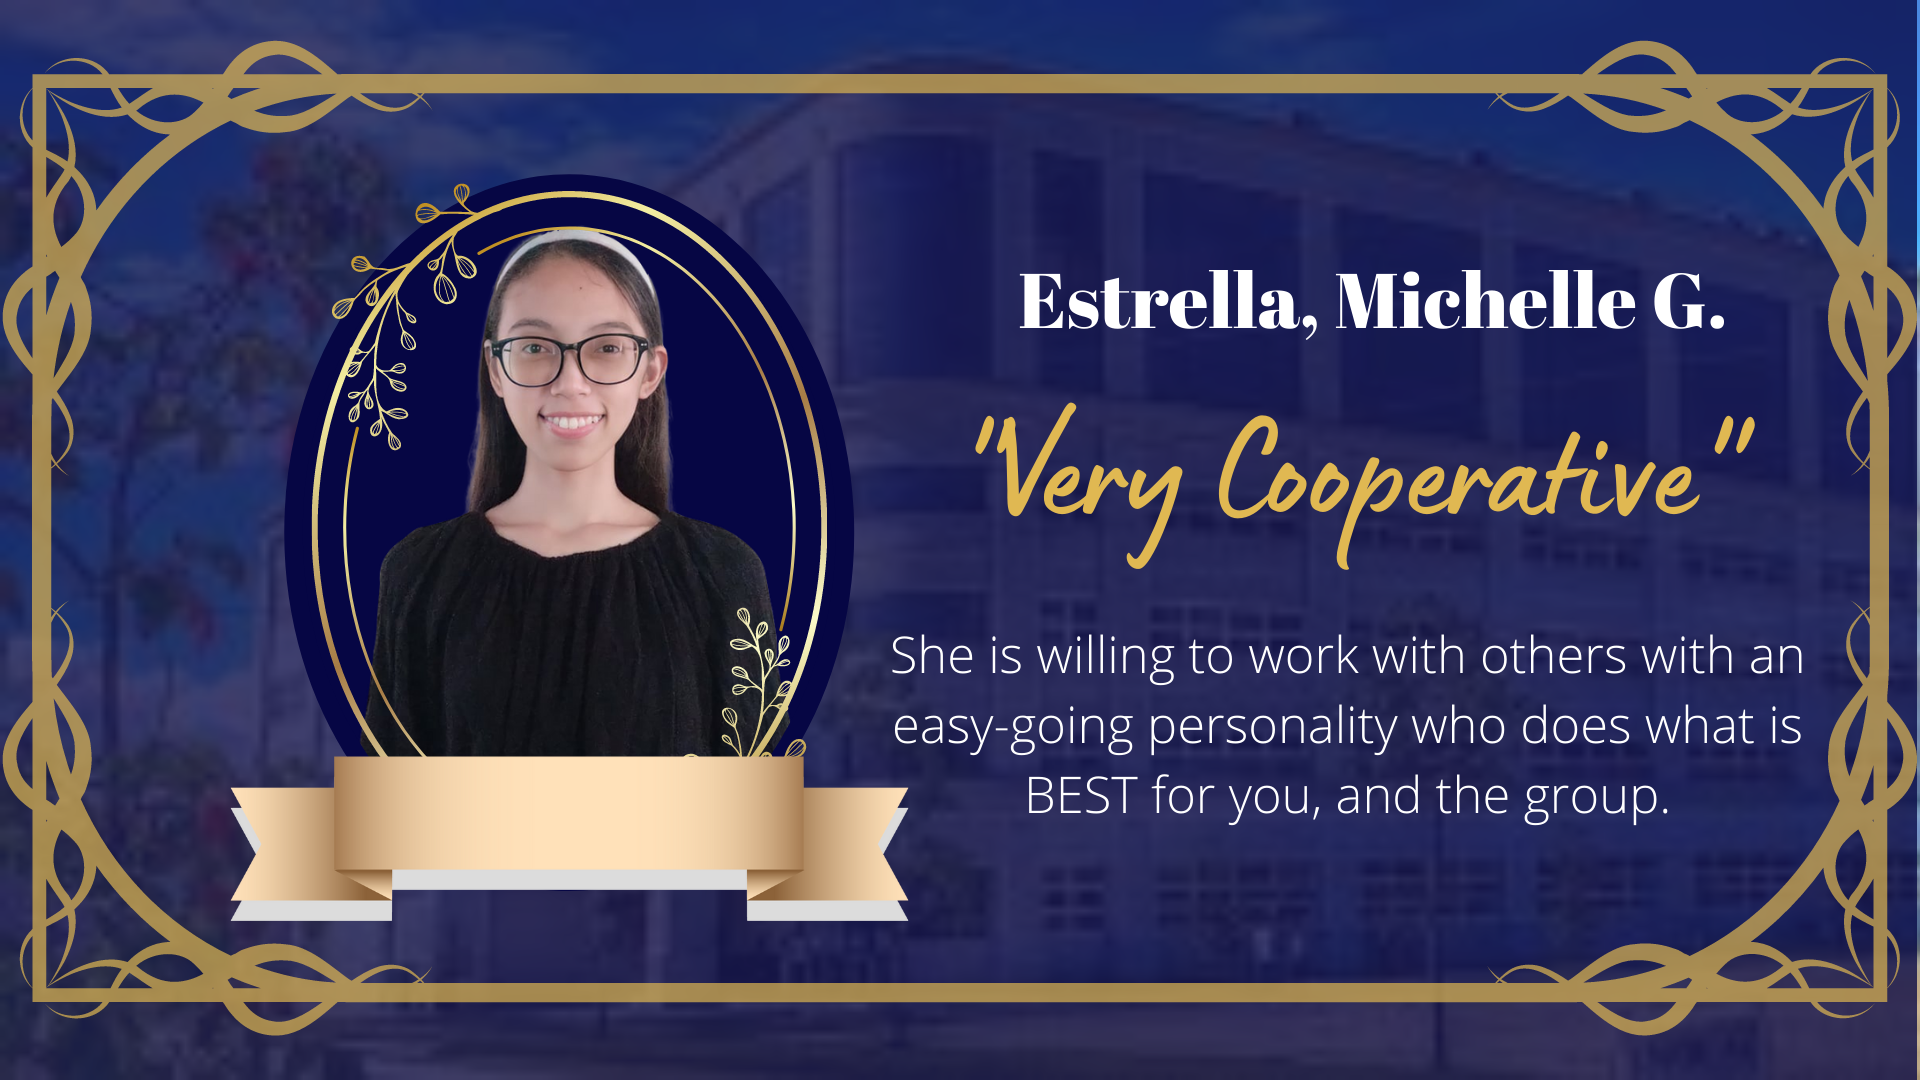 Estrella, Michelle G.
"Very Cooperative"
She is willing to work with others with an
easy-going personality who does what is
BEST for you, and the group.